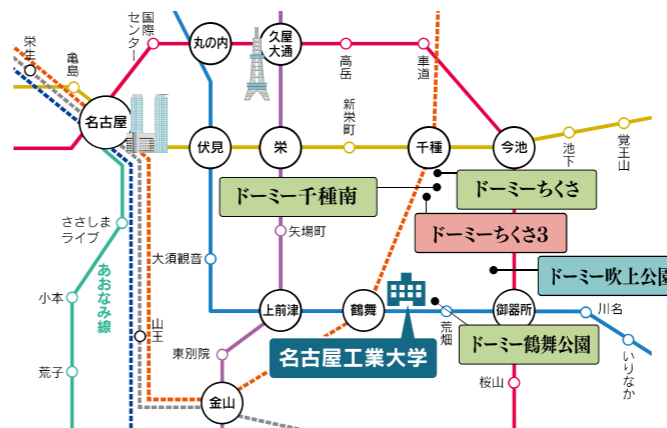 国際
センター
栄生
亀島
丸の内
久屋
大通
高岳
車道
名古屋
伏見
栄
新栄町
千種
今池
池下
覚王山
ドーミー千種南
ドーミーちくさ
ドーミーちくさ3
ささしま
ライブ
大須観音
矢場町
あおなみ線
ドーミー吹上公園
小本
山王
上前津
鶴舞
荒畑
御器所
川名
いりなか
東別院
名古屋工業大学
ドーミー鶴舞公園
荒子
金山
桜山